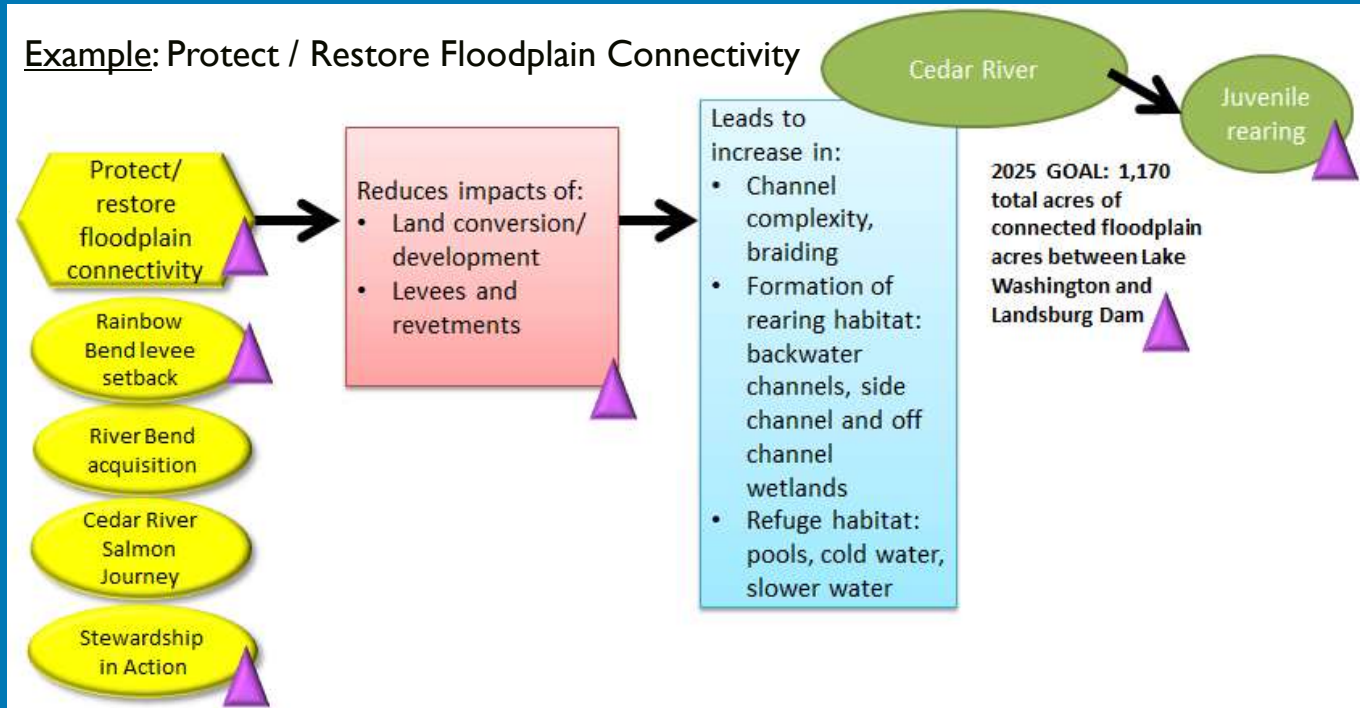 Example: Protect / Restore Floodplain Connectivity
Protect/
restore
floodplain
connectivity
Rainbow
Bend levee
setback
River Bend
acquisition
Cedar River
Salmon
Journey
Stewardship
in Action
Reduces impacts of:
• Land conversion/
development
• Levees and
revetments
Leads to
increase in:
• Channel
complexity,
braiding
• Formation of
rearing habitat:
backwater
channels, side
channel and off
channel
wetlands
• Refuge habitat:
pools, cold water,
slower water
Cedar River
Juvenile
rearing
2025 GOAL: 1,170
total acres of
connected floodplain
acres between Lake
Washington and
Landsburg Dam